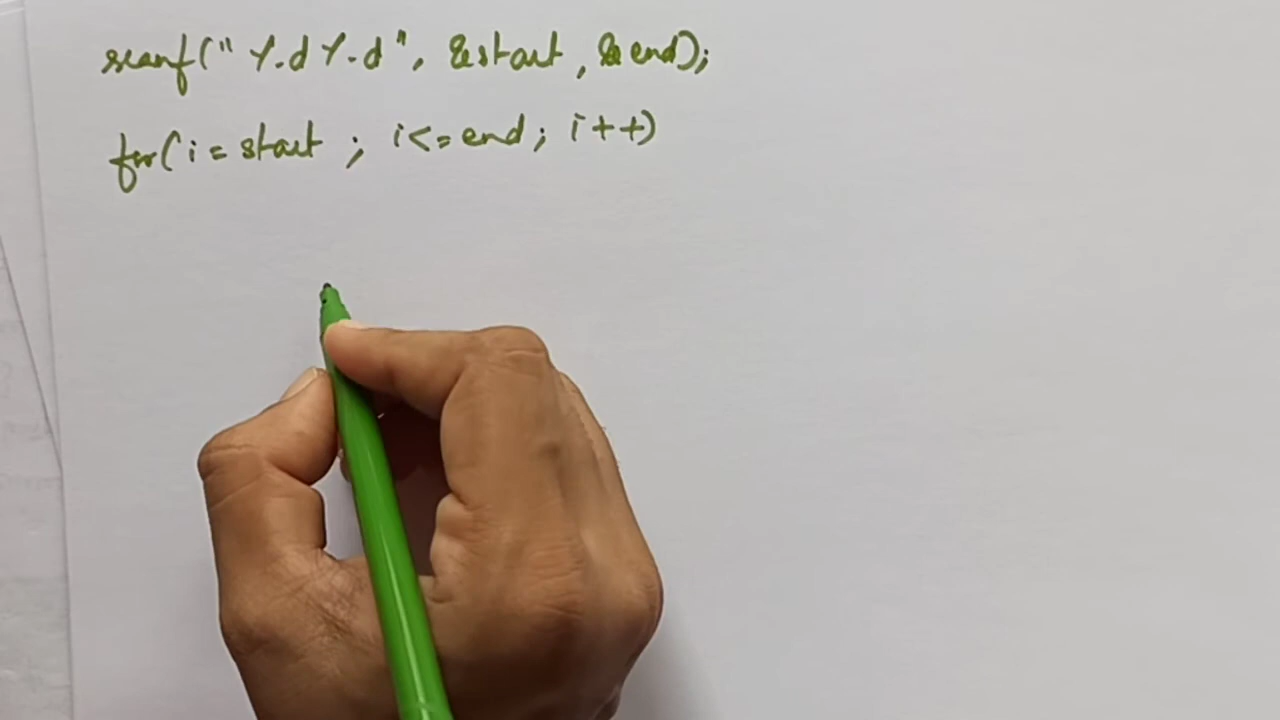 scanf("%d%d", &start, &end);
for(i=start ; i<=end; i++)